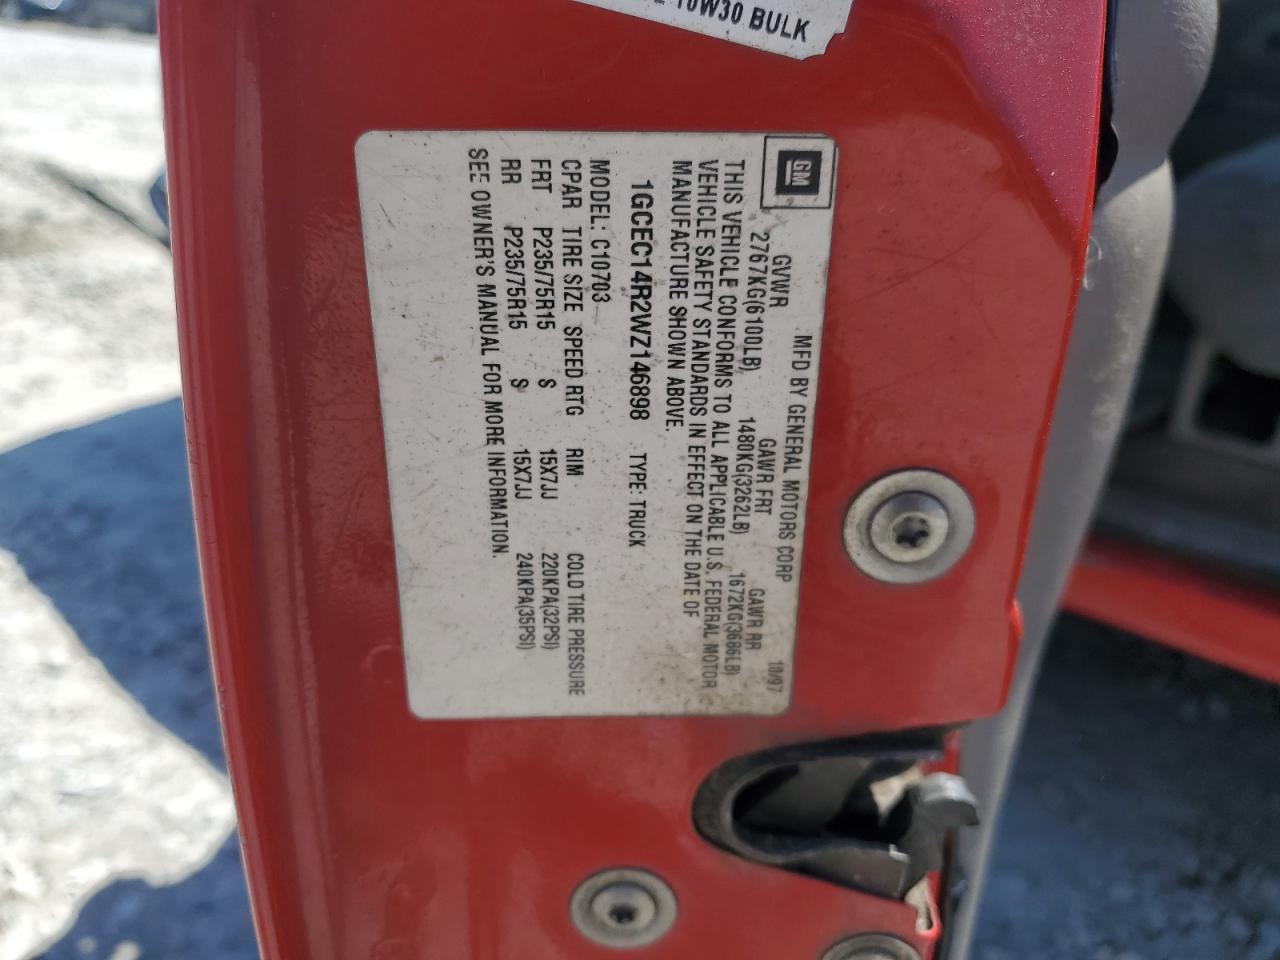 10W30 BULK
GM
MFD BY GENERAL MOTORS CORP 10/97
GVWR GAWR FRT GAWR RR
2767KG(6100LB) 1480KG(3262LB) 1672KG(3686LB)
THIS VEHICLE CONFORMS TO ALL APPLICABLE U.S. FEDERAL MOTOR
VEHICLE SAFETY STANDARDS IN EFFECT ON THE DATE OF
MANUFACTURE SHOWN ABOVE.
1GCEC14R2WZ146898 TYPE: TRUCK
MODEL: C10703
CPAR TIRE SIZE SPEED RTG RIM COLD TIRE PRESSURE
FRT P235/75R15 S 15X7JJ 220KPA(32PSI)
RR P235/75R15 S 15X7JJ 240KPA(35PSI)
SEE OWNER'S MANUAL FOR MORE INFORMATION.